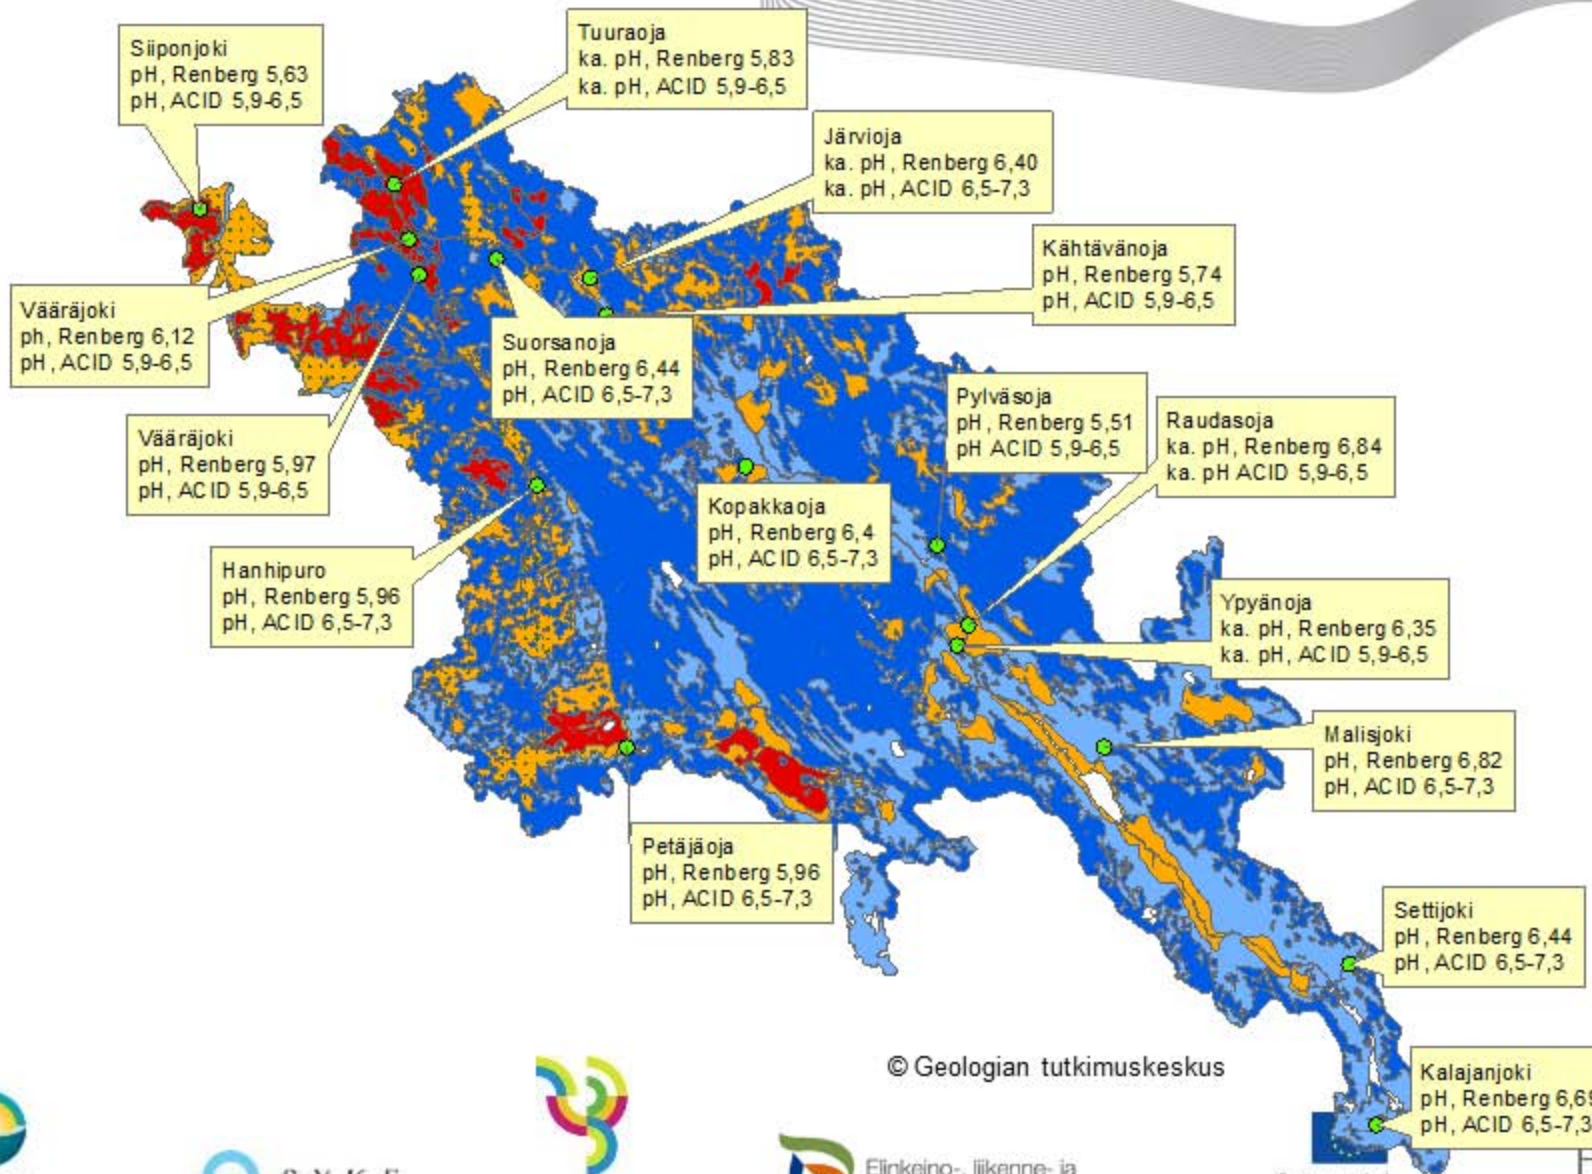 Siiponjoki
pH, Renberg 5,63
pH, ACID 5,9-6,5
Tuuraoja
ka. pH, Renberg 5,83
ka. pH, ACID 5,9-6,5
Järvioja
ka. pH, Renberg 6,40
ka. pH, ACID 6,5-7,3
Kähtävänoja
pH, Renberg 5,74
pH, ACID 5,9-6,5
Vääräjoki
ph, Renberg 6,12
pH, ACID 5,9-6,5
Suorsanoja
pH, Renberg 6,44
pH, ACID 6,5-7,3
Vääräjoki
pH, Renberg 5,97
pH, ACID 5,9-6,5
Pylväsoja
pH, Renberg 5,51
pH ACID 5,9-6,5
Raudasoja
ka. pH, Renberg 6,84
ka. pH ACID 5,9-6,5
Kopakkaoja
pH, Renberg 6,4
pH, ACID 6,5-7,3
Hanhipuro
pH, Renberg 5,96
pH, ACID 6,5-7,3
Ypyänoja
ka. pH, Renberg 6,35
ka. pH, ACID 5,9-6,5
Malisjoki
pH, Renberg 6,82
pH, ACID 6,5-7,3
Petäjäoja
pH, Renberg 5,96
pH, ACID 6,5-7,3
Settijoki
pH, Renberg 6,44
pH, ACID 6,5-7,3
© Geologian tutkimuskeskus
Kalajanjoki
pH, Renberg 6,69
pH, ACID 6,5-7,3
S Y K E
Elinkeino-, liikenne- ja